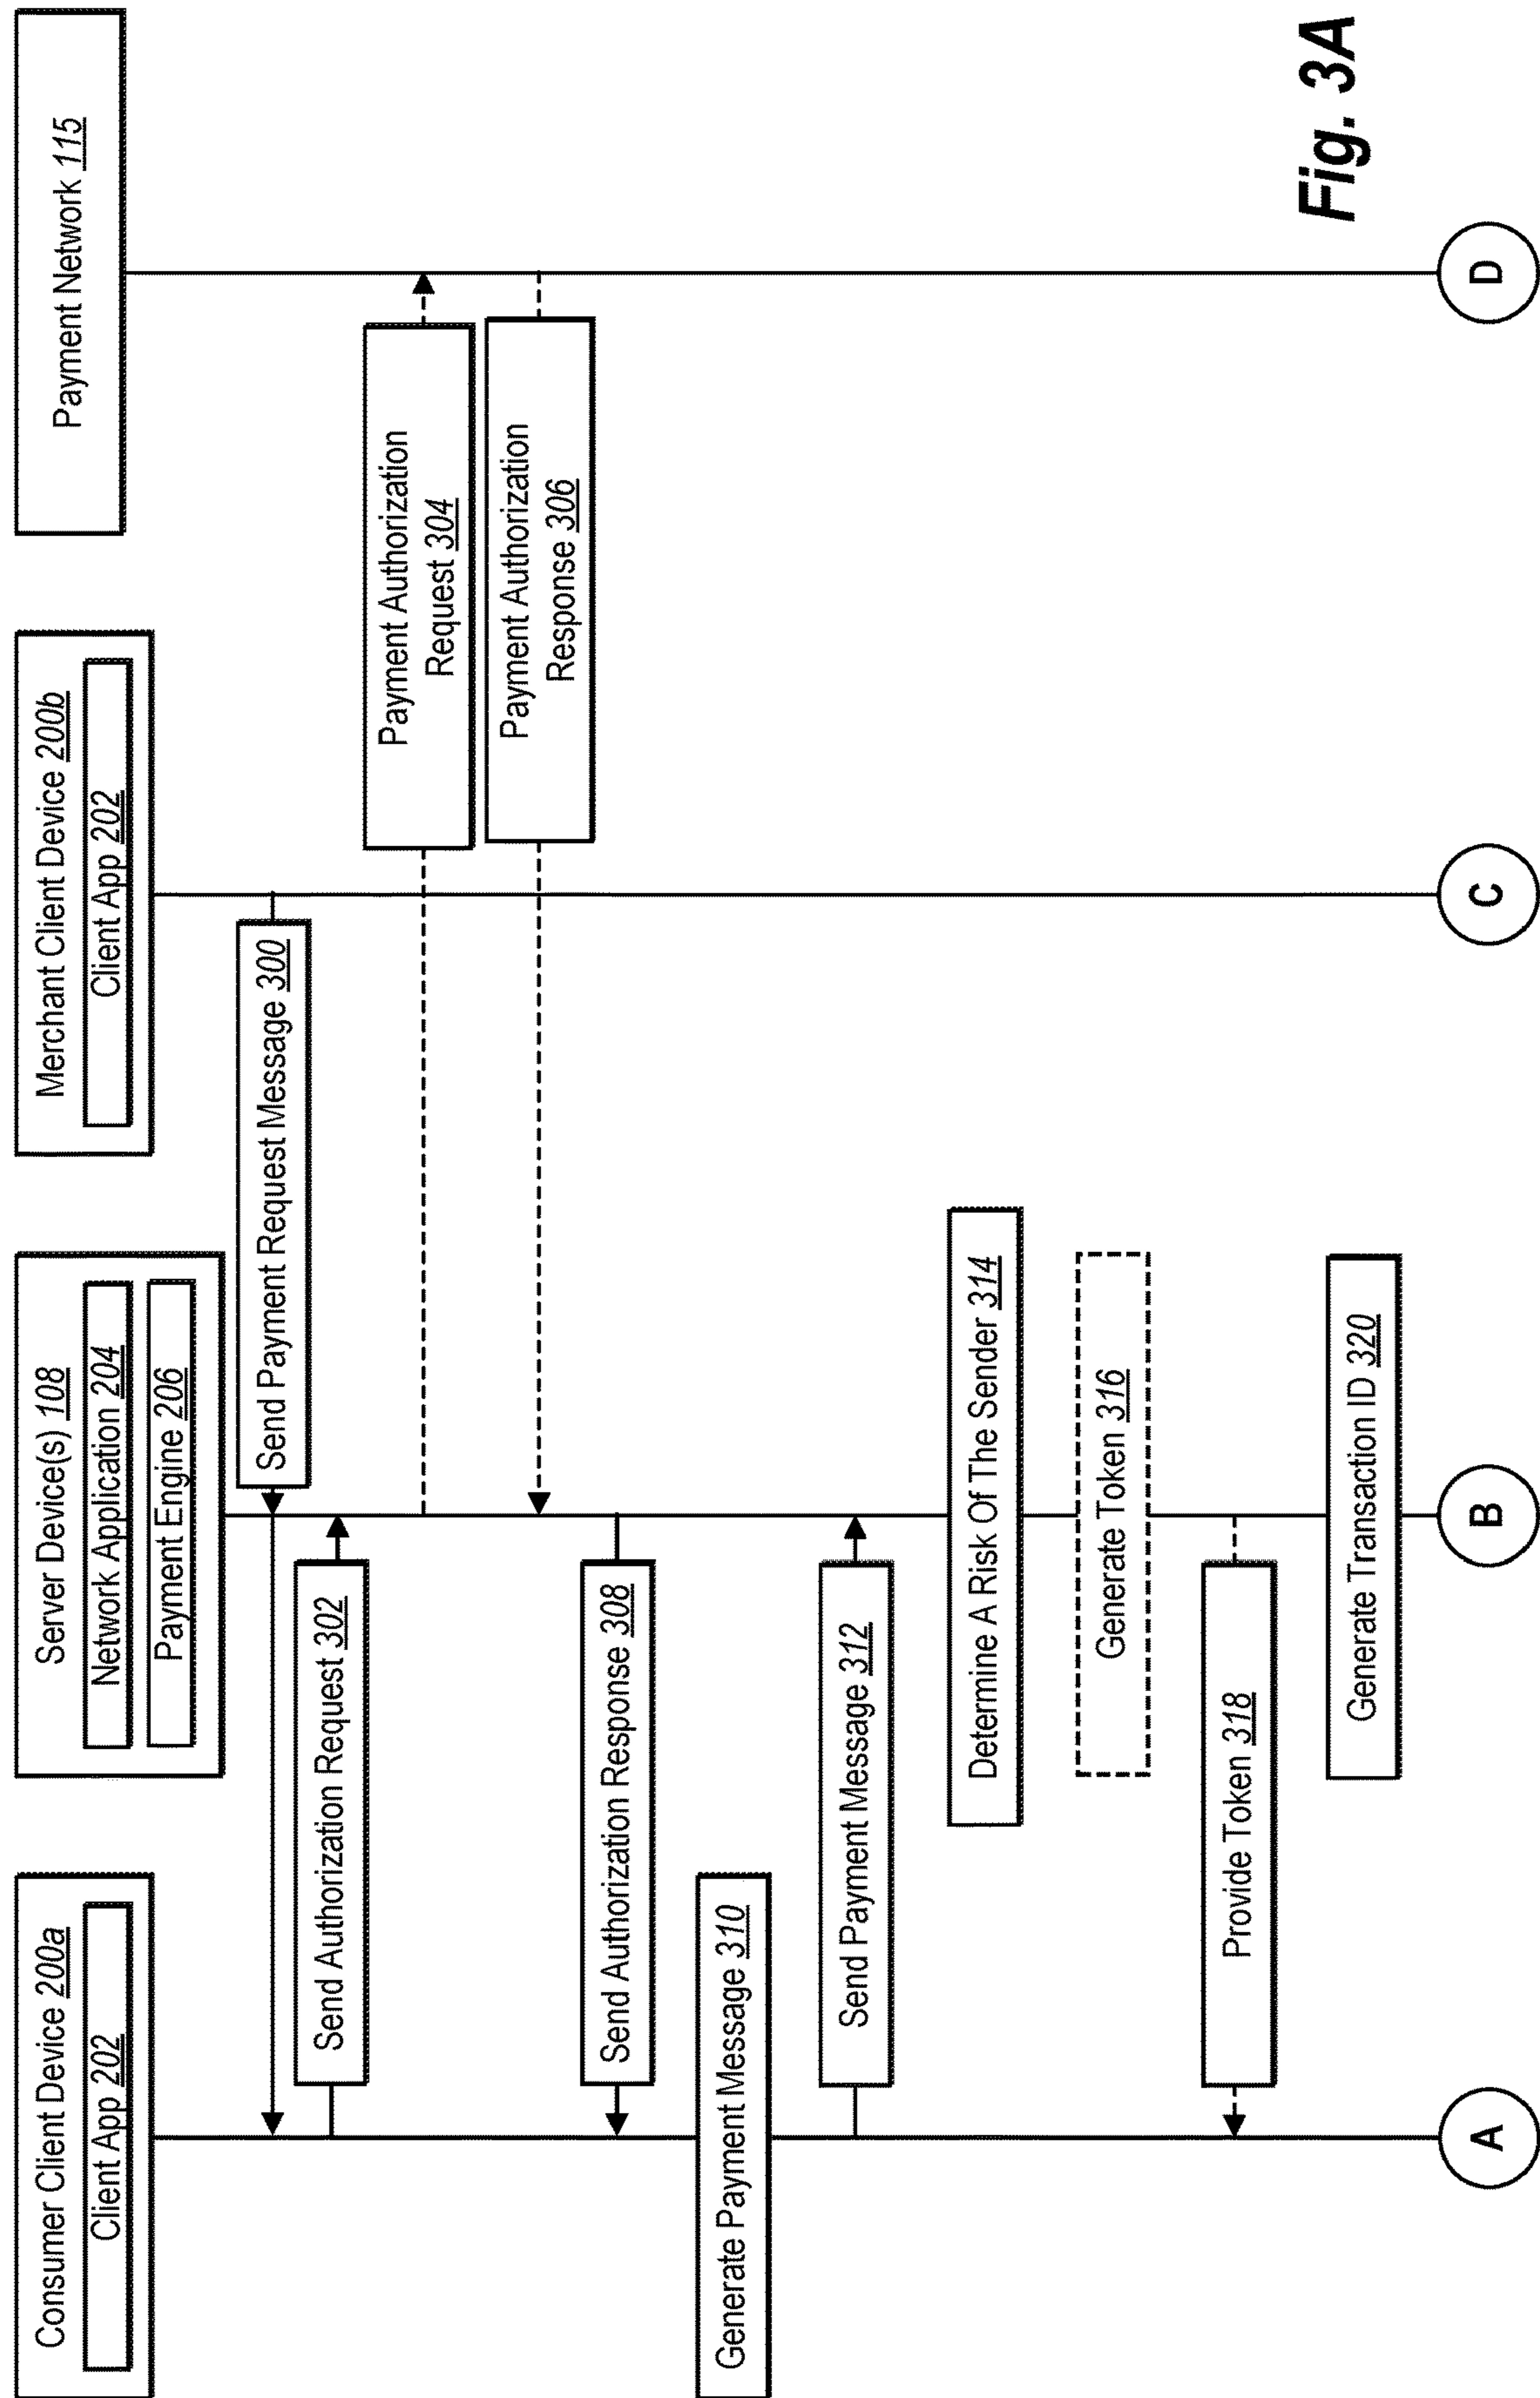 Consumer Client Device 200a
Client App 202
Server Device(s) 108
Network Application 204
Payment Engine 206
Merchant Client Device 200b
Client App 202
Payment Network 115
Send Payment Request Message 300
Send Authorization Request 302
Payment Authorization
Request 304
Payment Authorization
Response 306
Send Authorization Response 308
Generate Payment Message 310
Send Payment Message 312
Determine A Risk Of The Sender 314
Generate Token 316
Provide Token 318
Generate Transaction ID 320
A
B
C
D
Fig. 3A